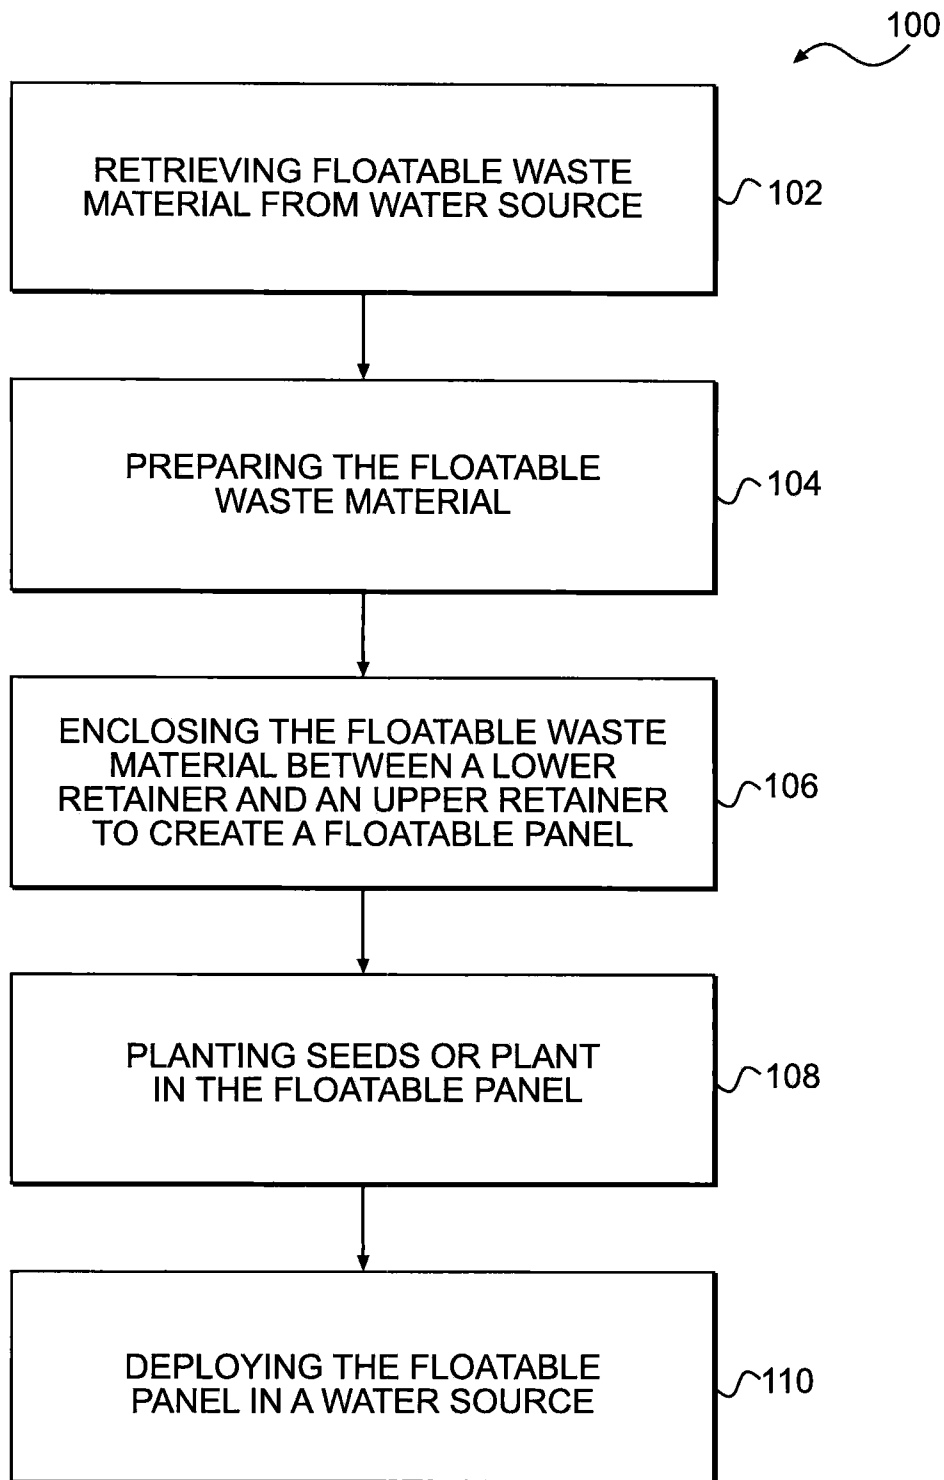 100
RETRIEVING FLOATABLE WASTE
MATERIAL FROM WATER SOURCE
102
PREPARING THE FLOATABLE
WASTE MATERIAL
104
ENCLOSING THE FLOATABLE WASTE
MATERIAL BETWEEN A LOWER
RETAINER AND AN UPPER RETAINER
TO CREATE A FLOATABLE PANEL
106
PLANTING SEEDS OR PLANT
IN THE FLOATABLE PANEL
108
DEPLOYING THE FLOATABLE
PANEL IN A WATER SOURCE
110